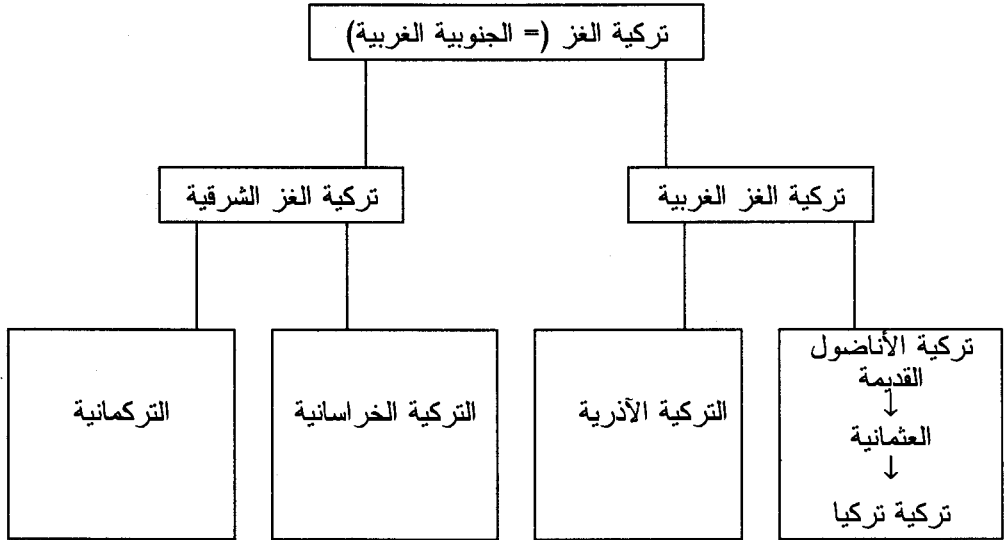 تركية الغز (= الجنوبية الغربية)
تركية الغز الغربية
تركية الغز الشرقية
تركية الأناضول
القديمة
↓
العثمانية
↓
تركية تركيا
التركية الآذرية
التركية الخراسانية
التركمانية